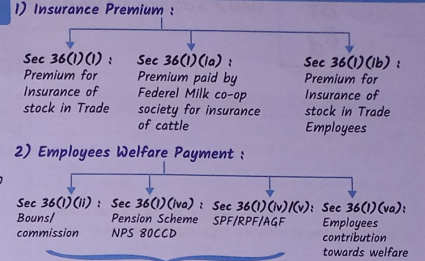 1) Insurance Premium :
Sec 36(1)(I) :
Premium for
Insurance of
stock in Trade
Sec 36(1)(ia) :
Premium paid by
Federel Milk co-op
society for insurance
of cattle
Sec 36(1)(ib) :
Premium for
Insurance of
stock in Trade
Employees
2) Employees Welfare Payment :
Sec 36(1)(ii) :
Bouns/
commission
Sec 36(1)(iva) :
Pension Scheme
NPS 80CCD
Sec 36(1)(iv)/(v):
SPF/RPF/AGF
Sec 36(1)(va):
Employees
contribution
towards welfare